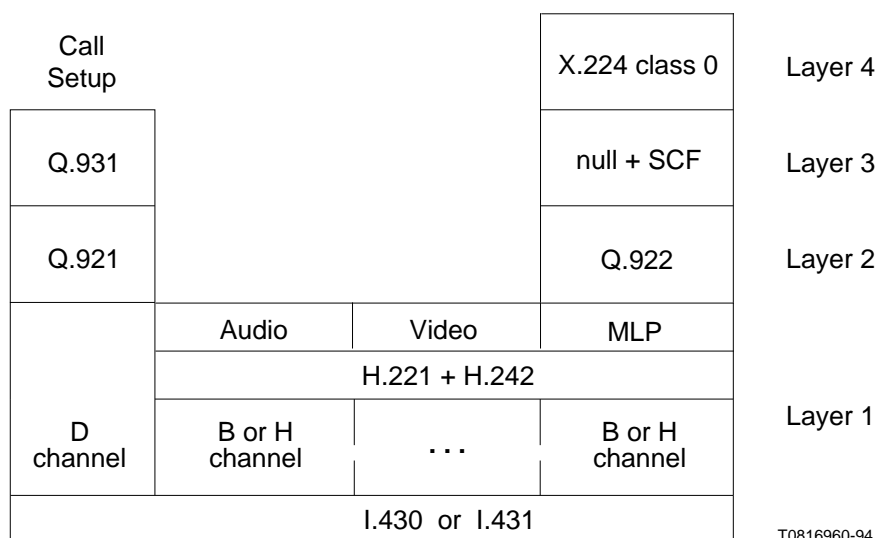 Call
Setup
X.224 class 0
Layer 4
Q.931
null + SCF
Layer 3
Q.921
Q.922
Layer 2
Audio
Video
MLP
H.221 + H.242
Layer 1
D
channel
B or H
channel
. . .
B or H
channel
I.430 or I.431
T0816960-94